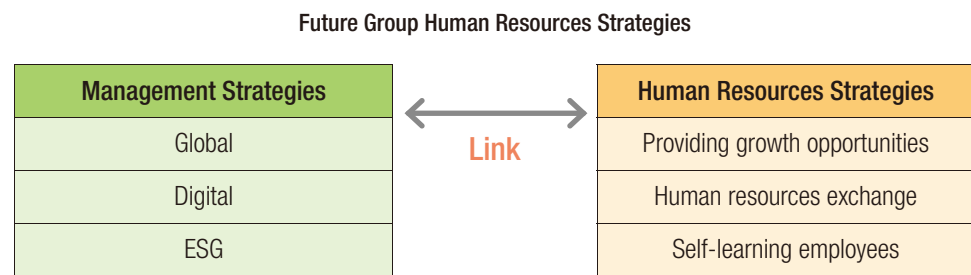 Future Group Human Resources Strategies
Management Strategies
Global
Digital
ESG
Link
Human Resources Strategies
Providing growth opportunities
Human resources exchange
Self-learning employees